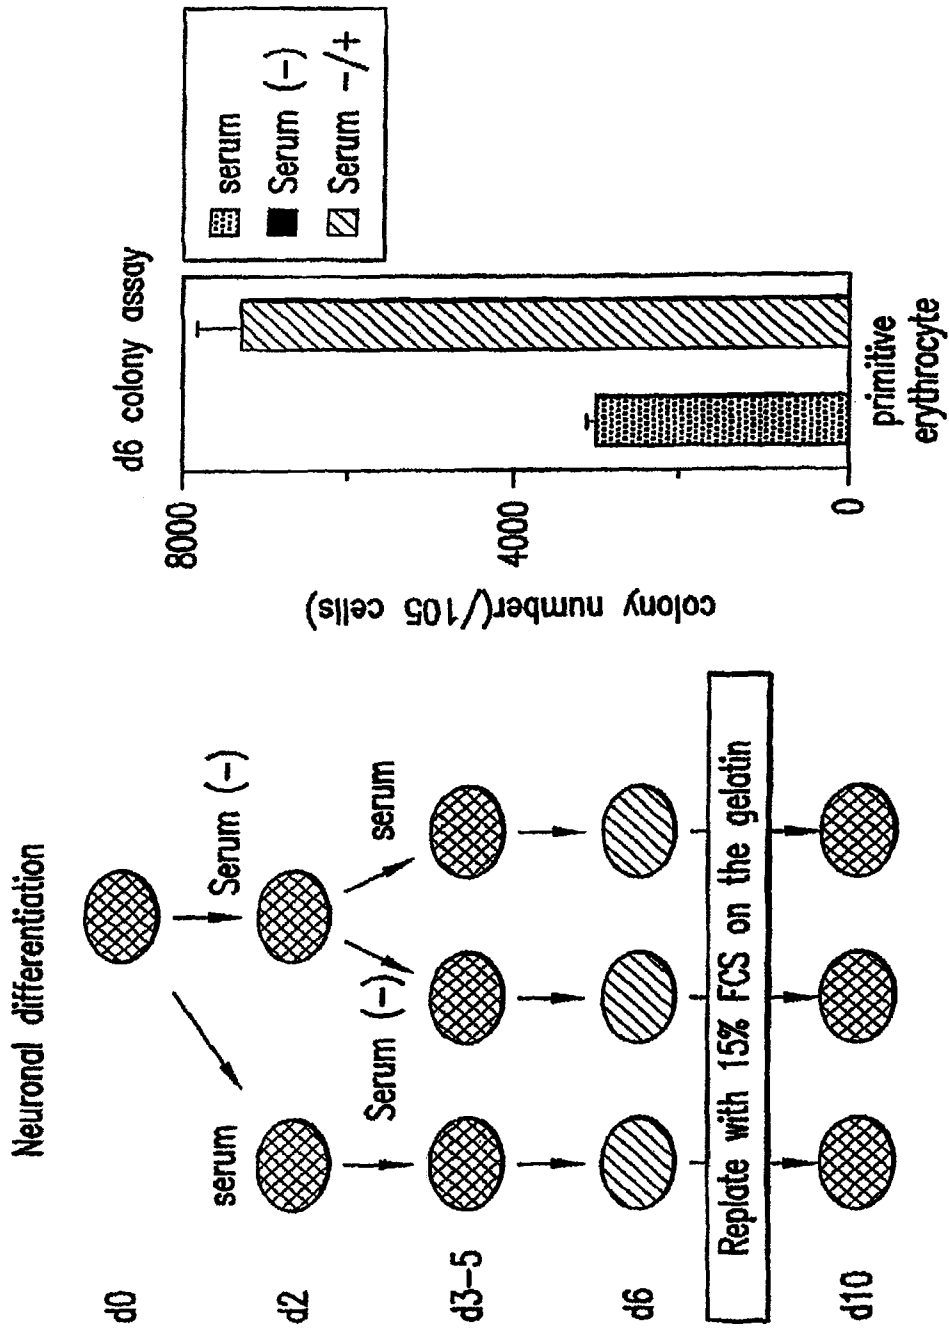 Neuronal differentiation
d0
serum
Serum (-)
d2
Serum (-)
serum
d3-5
d6
Replate with 15% FCS on the gelatin
d10
d6 colony assay
colony number(/105 cells)
8000
4000
0
primitive
erythrocyte
serum
Serum (-)
Serum -/+